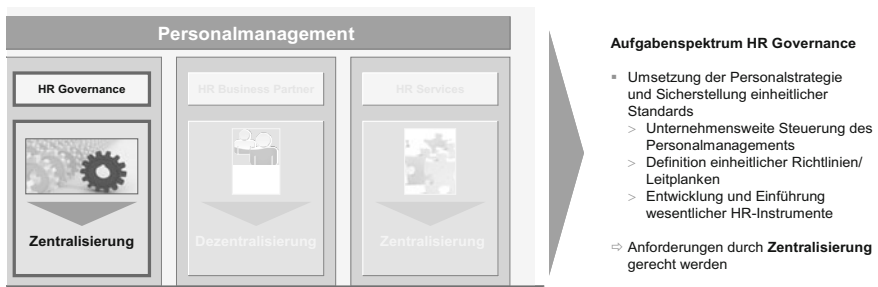 Personalmanagement
HR Governance
HR Business Partner
HR Services
Zentralisierung
Dezentralisierung
Zentralisierung
Aufgabenspektrum HR Governance
▪ Umsetzung der Personalstrategie
und Sicherstellung einheitlicher
Standards
> Unternehmensweite Steuerung des
Personalmanagements
> Definition einheitlicher Richtlinien/
Leitplanken
> Entwicklung und Einführung
wesentlicher HR-Instrumente
⇨ Anforderungen durch Zentralisierung
gerecht werden